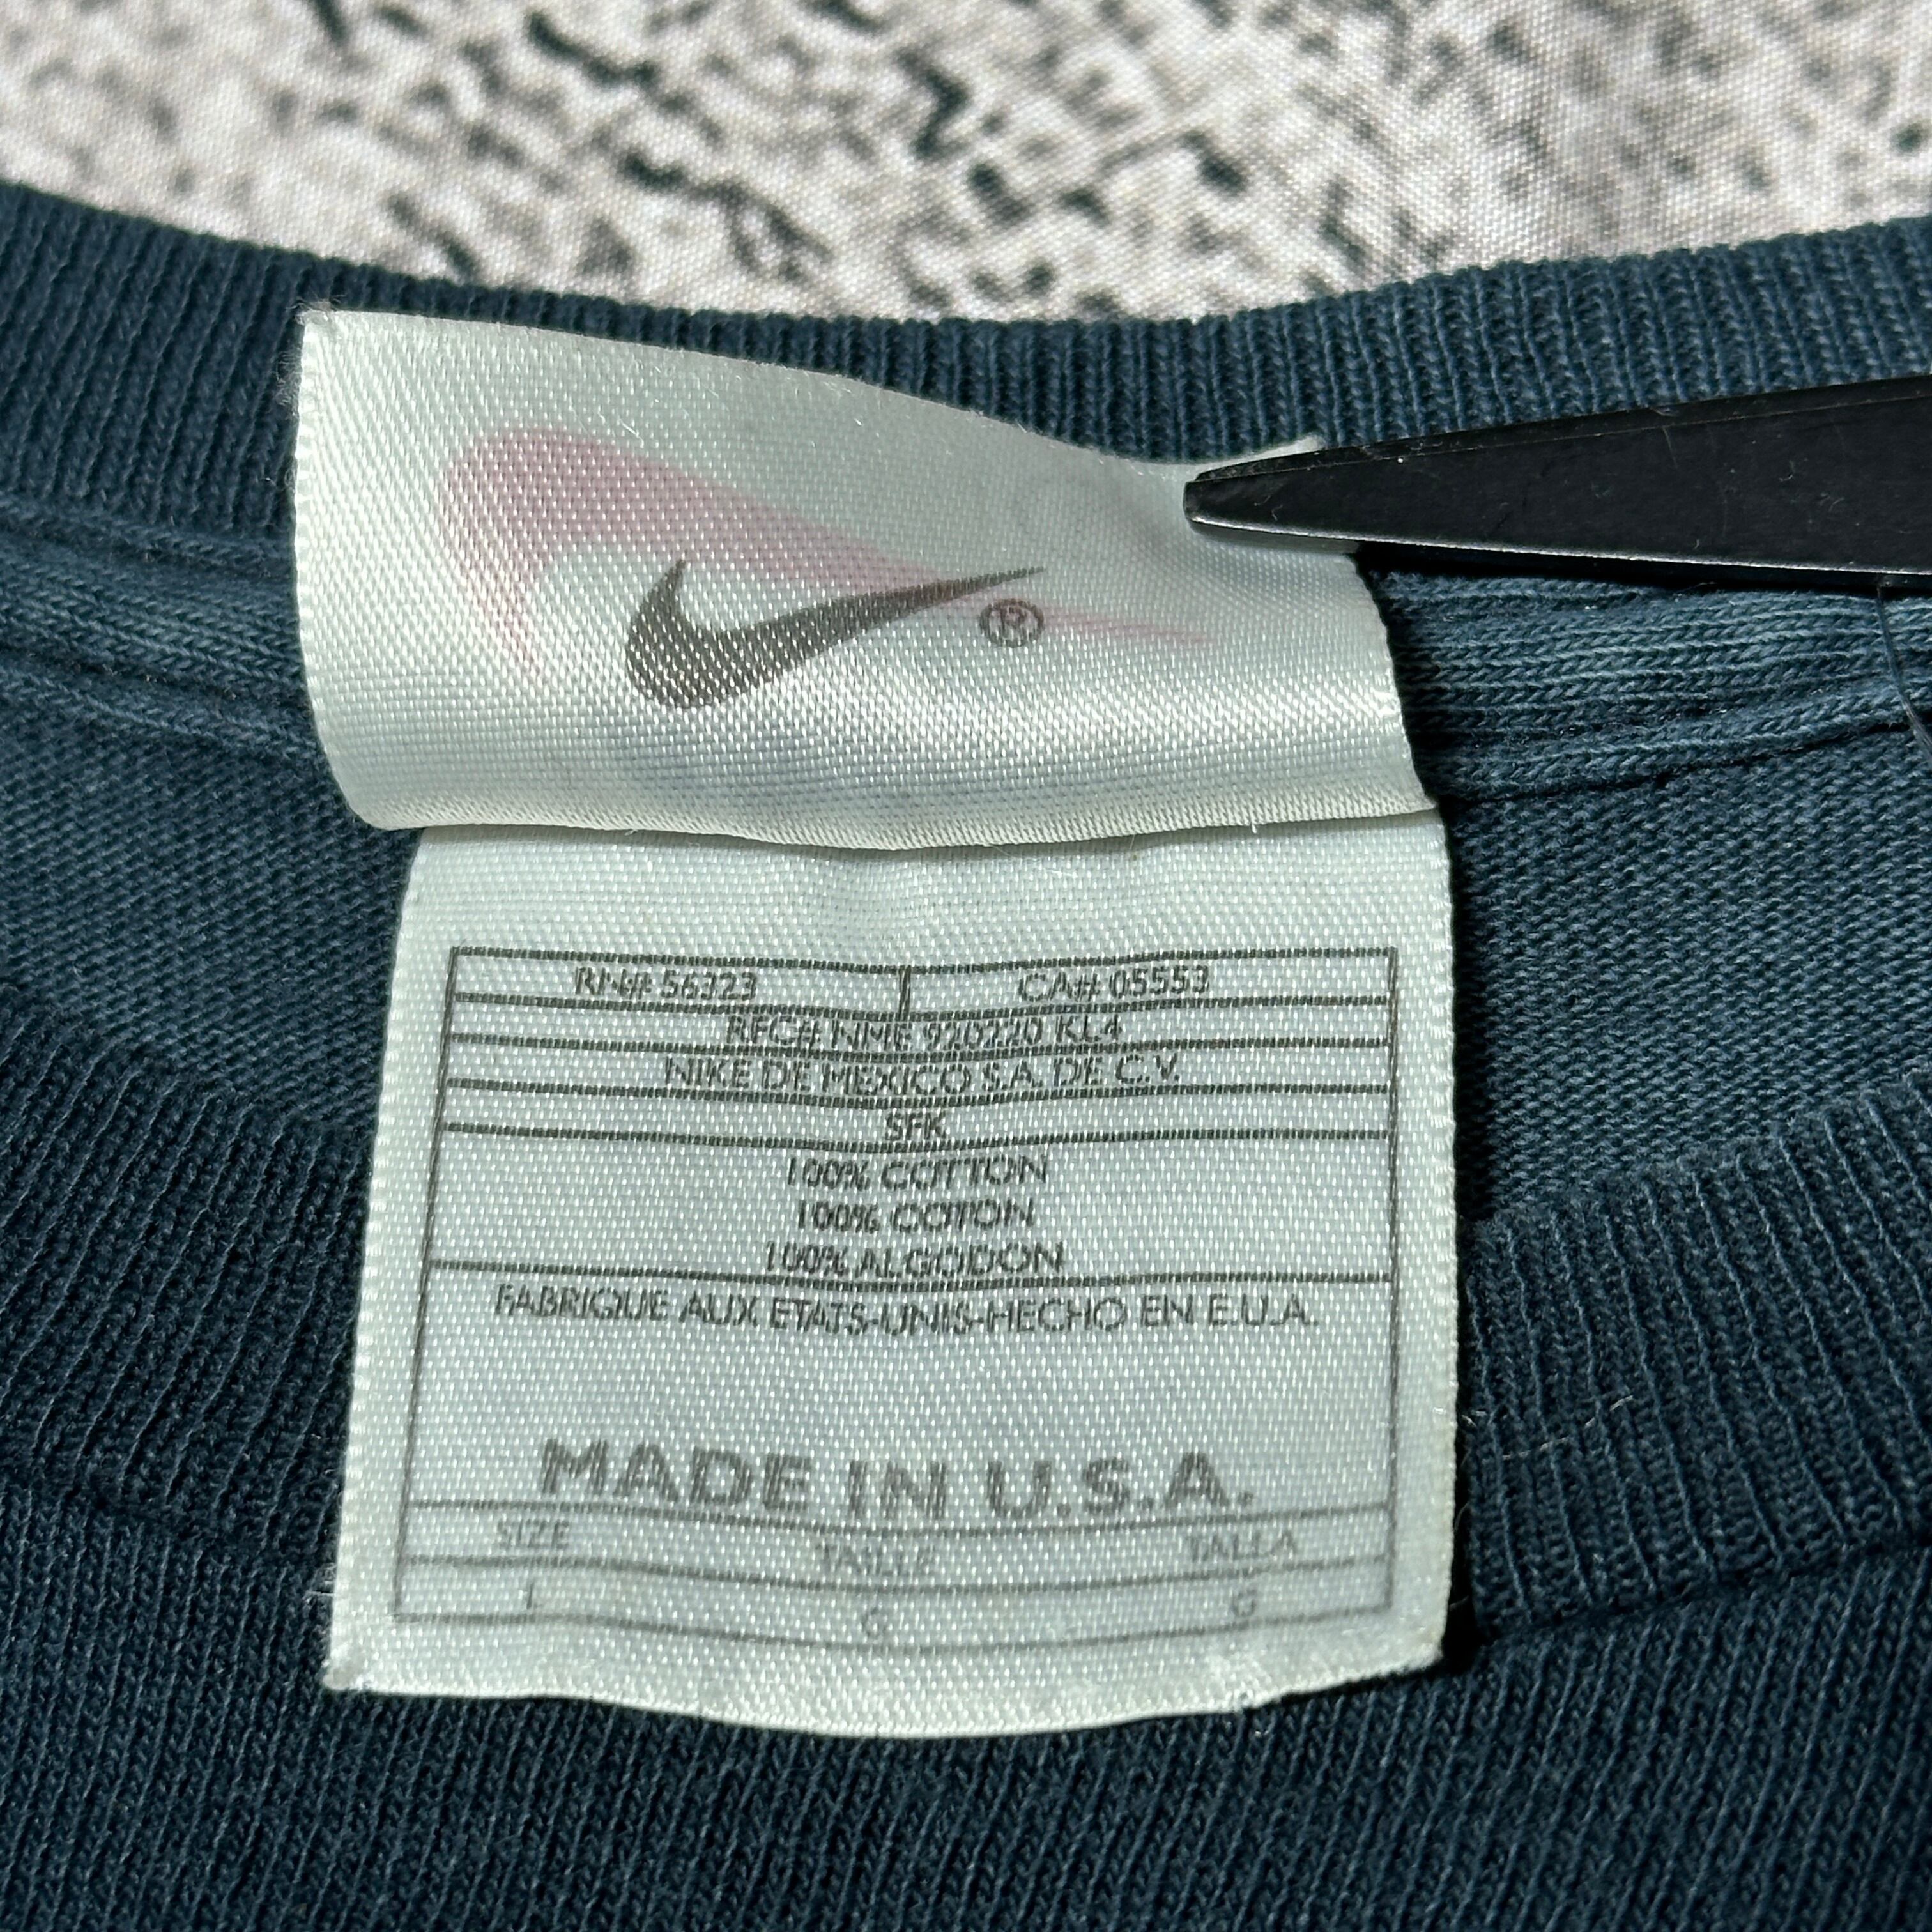 ®
RN# 56323 CA# 05553
RFC# NME 920220 KL4
NIKE DE MEXICO S.A. DE C.V.
SFK
100% COTTON
100% COTON
100% ALGODON
FABRIQUE AUX ETATS-UNIS-HECHO EN E.U.A.
MADE IN U.S.A.
SIZE TAILLE TALLA
L G G